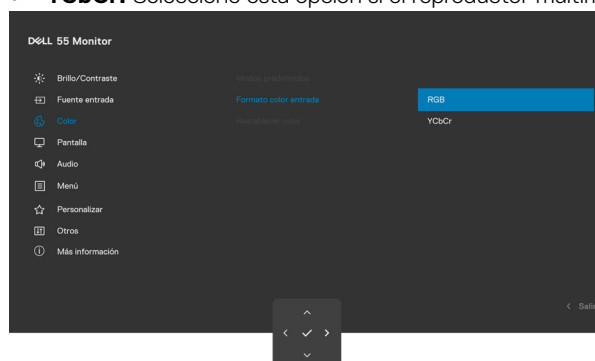 YCbCr: Seleccione esta opción si el reproductor
DELL 55 Monitor
Brillo/Contraste
Modos predefinidos
Fuente entrada
Formato color entrada
RGB
Color
Restablecer color
YCbCr
Pantalla
Audio
Menú
Personalizar
Otros
Más información
Salir